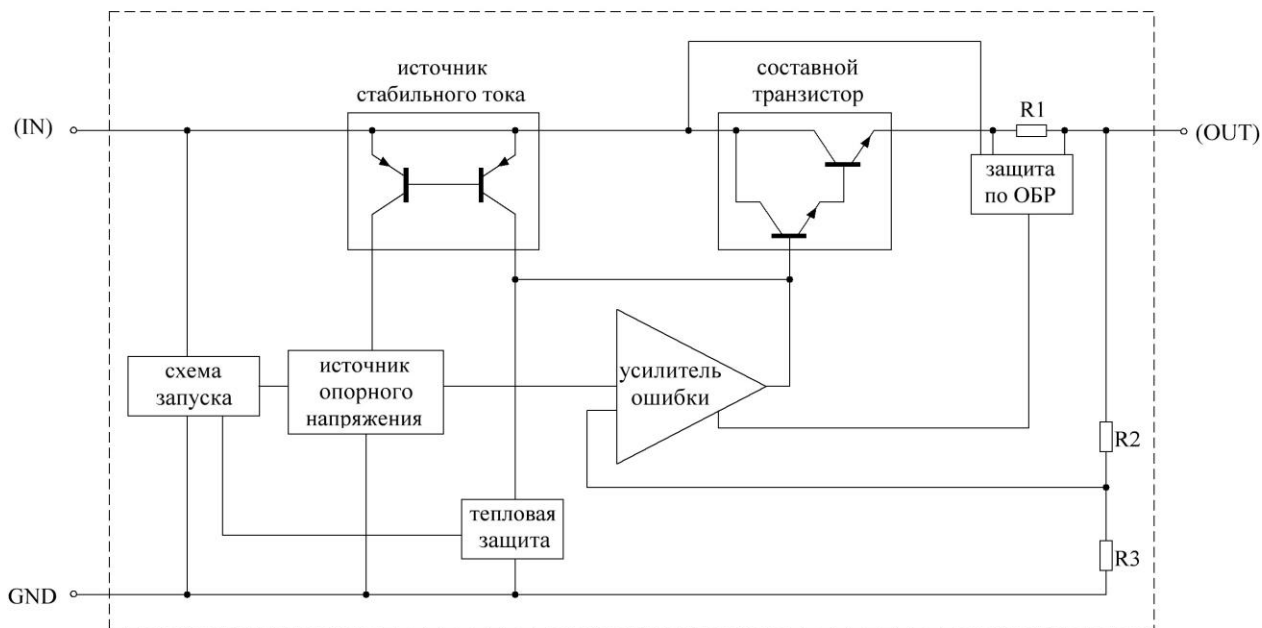 источник
стабильного тока
составной
транзистор
(IN)
R1
(OUT)
защита
по ОБР
схема
запуска
источник
опорного
напряжения
усилитель
ошибки
R2
тепловая
защита
R3
GND